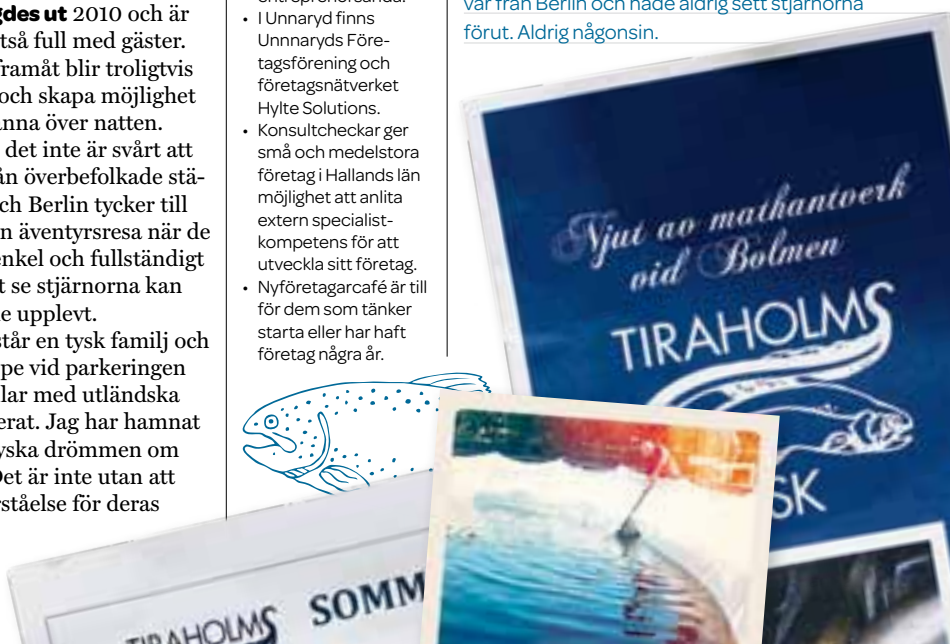 gdes ut 2010 och är
tså full med gäster.
framåt blir troligtvis
och skapa möjlighet
anna över natten.
det inte är svårt att
ån överbefolkade stä-
ch Berlin tycker till
n äventyrsresa när de
enkel och fullständigt
t se stjärnorna kan
e upplevt.
står en tysk familj och
pe vid parkeringen
lar med utländska
erat. Jag har hamnat
yska drömmen om
Det är inte utan att
rståelse för deras
• I Unnaryd finns
Unnnaryds Före-
tagsförening och
företagsnätverket
Hylte Solutions.
• Konsultcheckar ger
små och medelstora
företag i Hallands län
möjlighet att anlita
extern specialist-
kompetens för att
utveckla sitt företag.
• Nyföretagarcafé är till
för dem som tänker
starta eller har haft
företag några år.
var från Berlin och hade aldrig sett stjärnorna
förut. Aldrig någonsin.
Njut av mathantverk
vid Bolmen
TIRAHOLMS
SK
SOMM
TIRAHOLMS